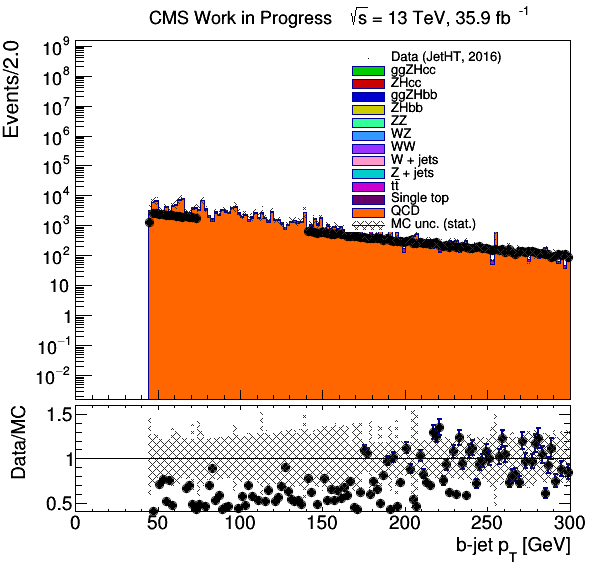 CMS Work in Progress √s = 13 TeV, 35.9 fb⁻¹
Events/2.0
10⁹
10⁸
10⁷
10⁶
10⁵
10⁴
10³
10²
10
1
10⁻¹
10⁻²
Data (JetHT, 2016)
ggZHcc
ZHcc
ggZHbb
ZHbb
ZZ
WZ
WW
W + jets
Z + jets
tt̅
Single top
QCD
MC unc. (stat.)
Data/MC
1.5
1
0.5
0 50 100 150 200 250 300
b-jet p_T [GeV]